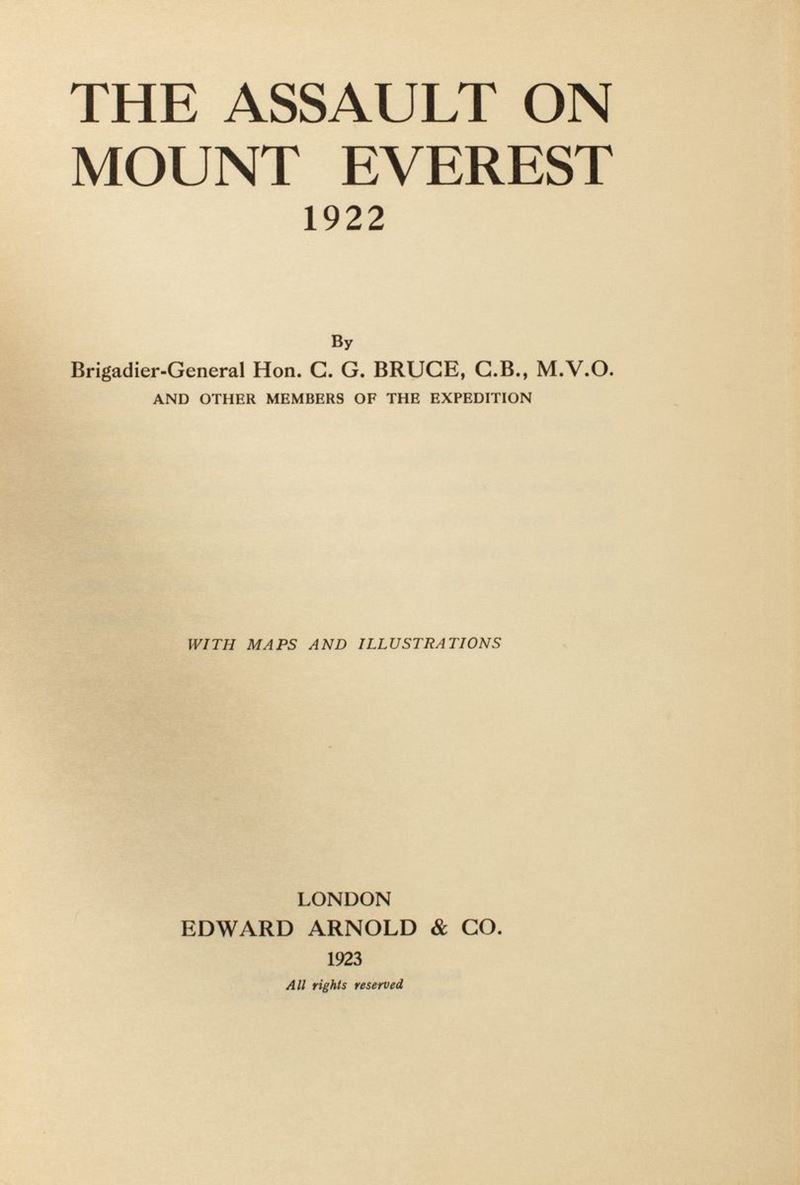 THE ASSAULT ON
MOUNT EVEREST
1922
By
Brigadier-General Hon. C. G. BRUCE, C.B., M.V.O.
AND OTHER MEMBERS OF THE EXPEDITION
WITH MAPS AND ILLUSTRATIONS
LONDON
EDWARD ARNOLD & CO.
1923
All rights reserved